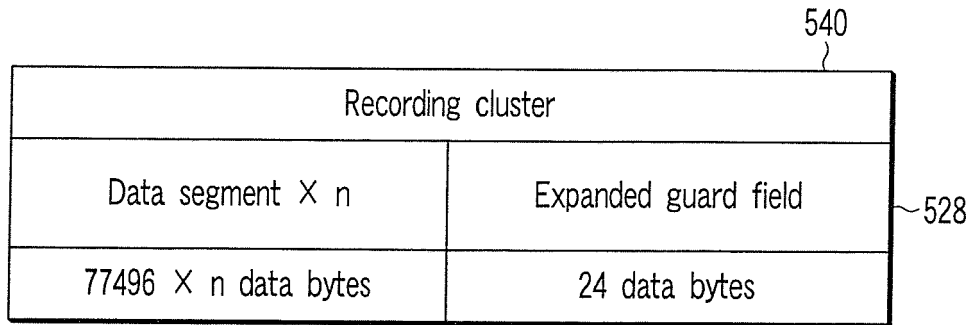 540
Recording cluster
Data segment × n
Expanded guard field
528
77496 × n data bytes
24 data bytes